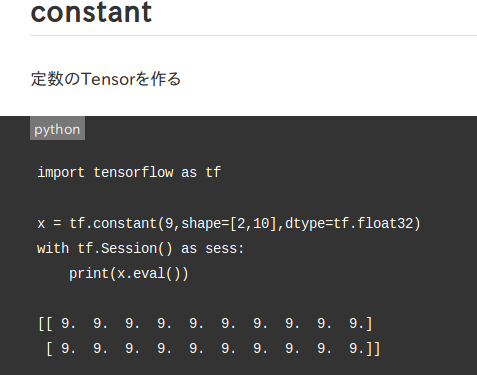 constant
定数のTensorを作る
python
import tensorflow as tf
x = tf.constant(9,shape=[2,10],dtype=tf.float32)
with tf.Session() as sess:
    print(x.eval())
[[ 9.  9.  9.  9.  9.  9.  9.  9.  9.  9.]
 [ 9.  9.  9.  9.  9.  9.  9.  9.  9.  9.]]